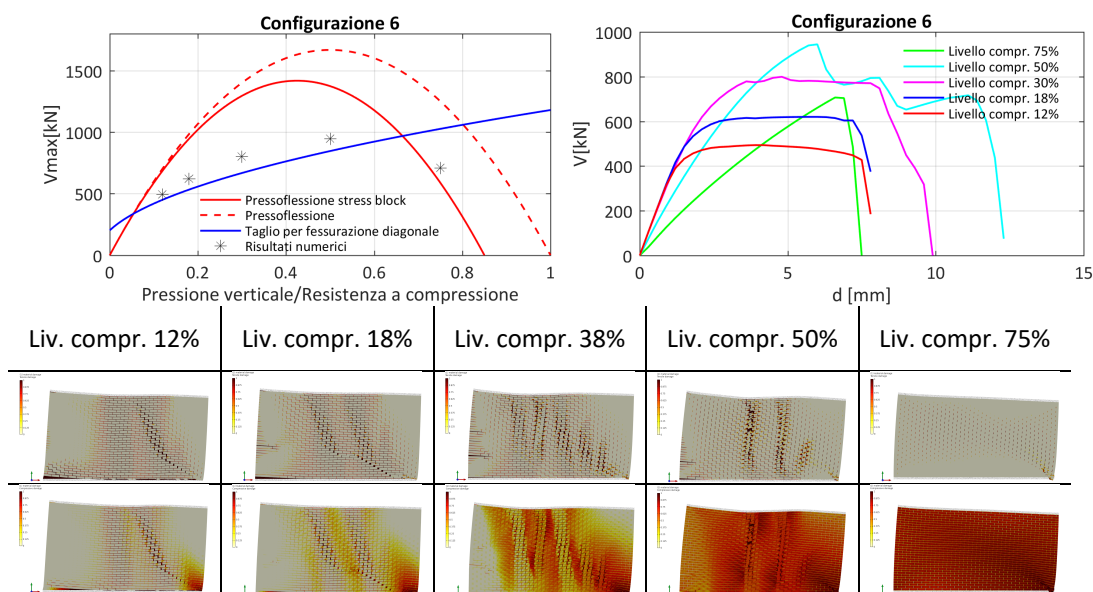 Configurazione 6
Vmax[kN]
1500
1000
500
0
0
0.2
0.4
0.6
0.8
1
Pressoflessione stress block
Pressoflessione
Taglio per fessurazione diagonale
Risultati numerici
Pressione verticale/Resistenza a compressione
Configurazione 6
V[kN]
1000
800
600
400
200
0
0
5
10
15
Livello compr. 75%
Livello compr. 50%
Livello compr. 30%
Livello compr. 18%
Livello compr. 12%
d [mm]
Liv. compr. 12%
Liv. compr. 18%
Liv. compr. 38%
Liv. compr. 50%
Liv. compr. 75%